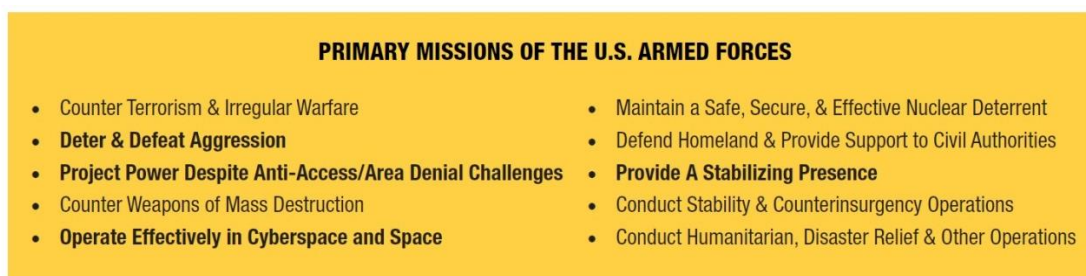 PRIMARY MISSIONS OF THE U.S. ARMED FORCES
• Counter Terrorism & Irregular Warfare
• Deter & Defeat Aggression
• Project Power Despite Anti-Access/Area Denial Challenges
• Counter Weapons of Mass Destruction
• Operate Effectively in Cyberspace and Space
• Maintain a Safe, Secure, & Effective Nuclear Deterrent
• Defend Homeland & Provide Support to Civil Authorities
• Provide A Stabilizing Presence
• Conduct Stability & Counterinsurgency Operations
• Conduct Humanitarian, Disaster Relief & Other Operations